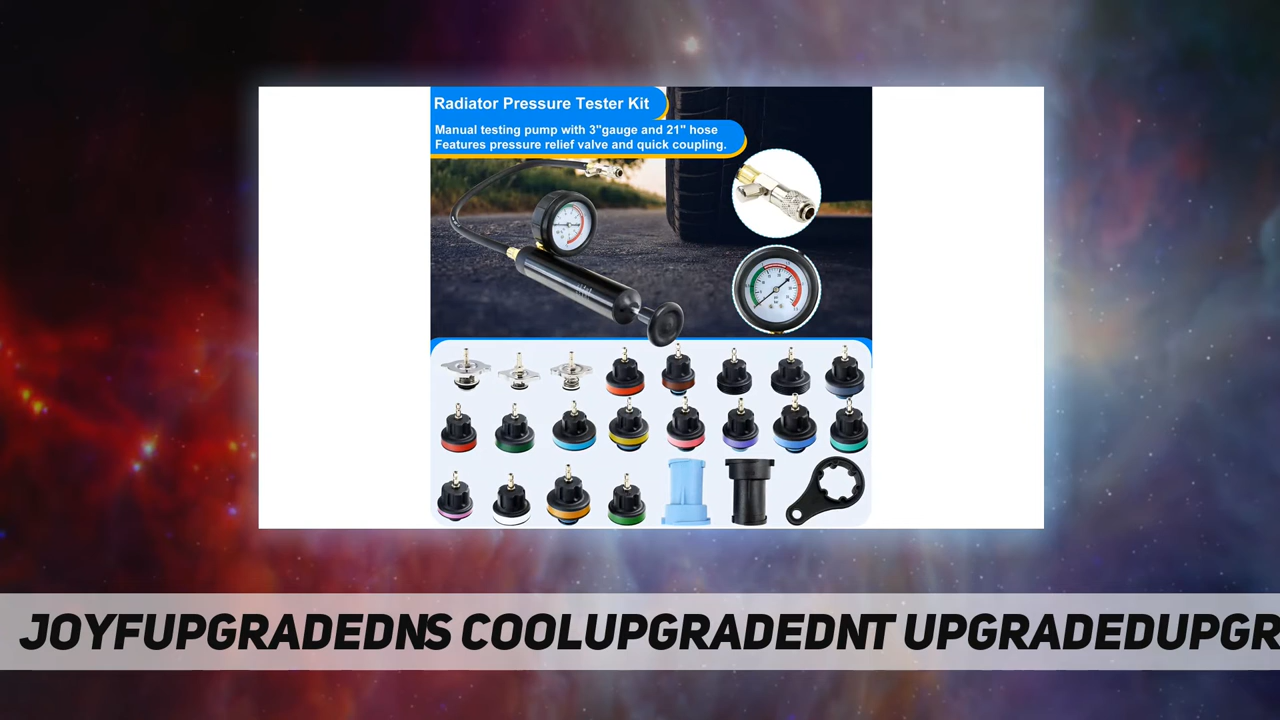 Radiator Pressure Tester Kit
Manual testing pump with 3"gauge and 21" hose
Features pressure relief valve and quick coupling.
JOYFUPGRADEDNS COOLUPGRADEDNT UPGRADEDUPGR